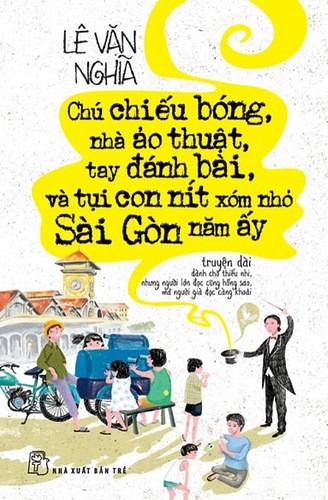 LÊ VĂN
NGHĨA
Chú chiếu bóng,
nhà ảo thuật,
tay đánh bài,
và tụi con nít xóm nhỏ
Sài Gòn năm ấy
truyện dài
dành cho thiếu nhi,
nhưng người lớn đọc cũng hổng sao,
mà người già đọc càng khoái
NHÀ XUẤT BẢN TRẺ